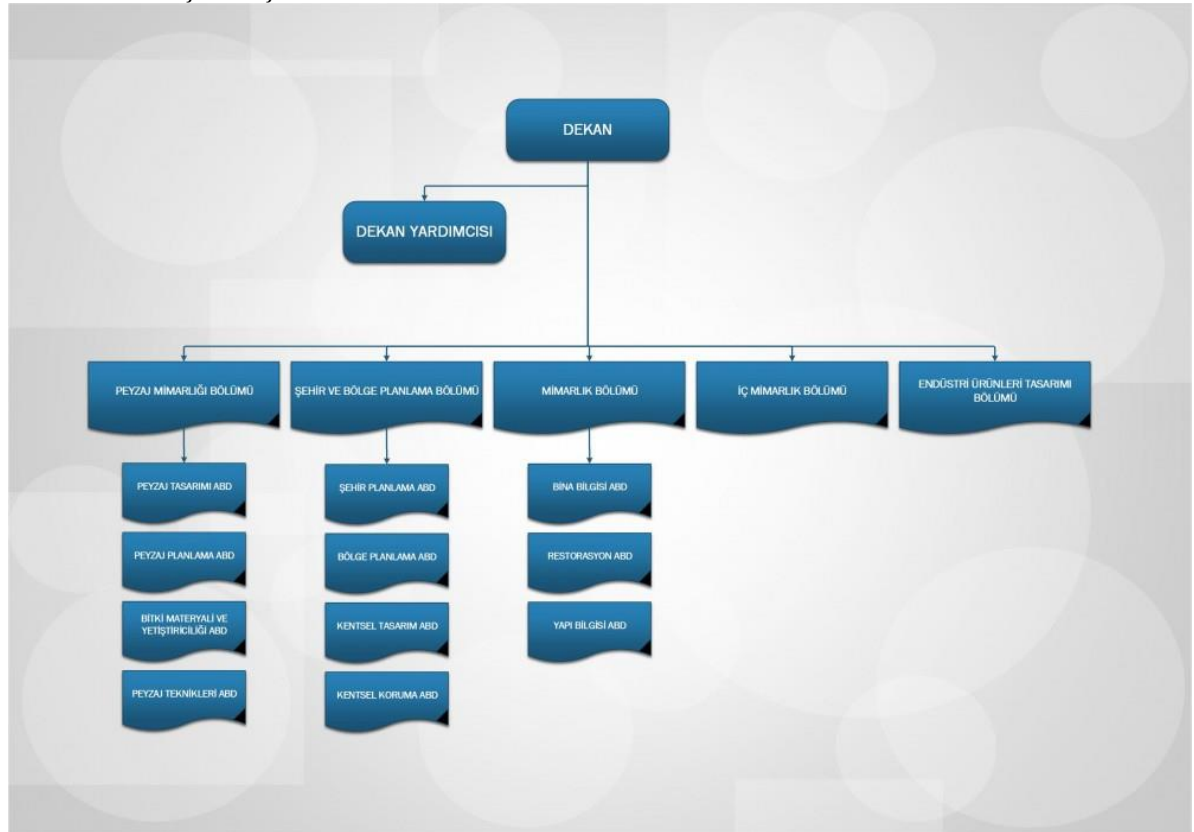 DEKAN
DEKAN YARDIMCISI
PEYZAJ MİMARLIĞI BÖLÜMÜ
ŞEHİR VE BÖLGE PLANLAMA BÖLÜMÜ
MİMARLIK BÖLÜMÜ
İÇ MİMARLIK BÖLÜMÜ
ENDÜSTRİ ÜRÜNLERİ TASARIMI
BÖLÜMÜ
PEYZAJ TASARIMI ABD
PEYZAJ PLANLAMA ABD
BİTKİ MATERYALİ VE
YETİŞTİRİCİLİĞİ ABD
PEYZAJ TEKNİKLERİ ABD
ŞEHİR PLANLAMA ABD
BÖLGE PLANLAMA ABD
KENTSEL TASARIM ABD
KENTSEL KORUMA ABD
BİNA BİLGİSİ ABD
RESTORASYON ABD
YAPI BİLGİSİ ABD